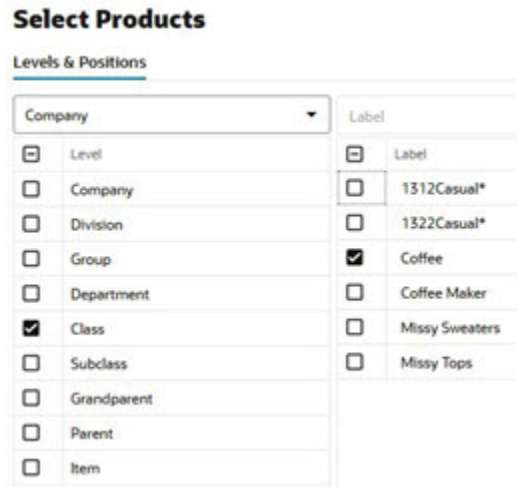 Select Products
Levels & Positions
Company Label
Level Label
Company 1312Casual*
Division 1322Casual*
Group Coffee
Department Coffee Maker
Class Missy Sweaters
Subclass Missy Tops
Grandparent
Parent
Item